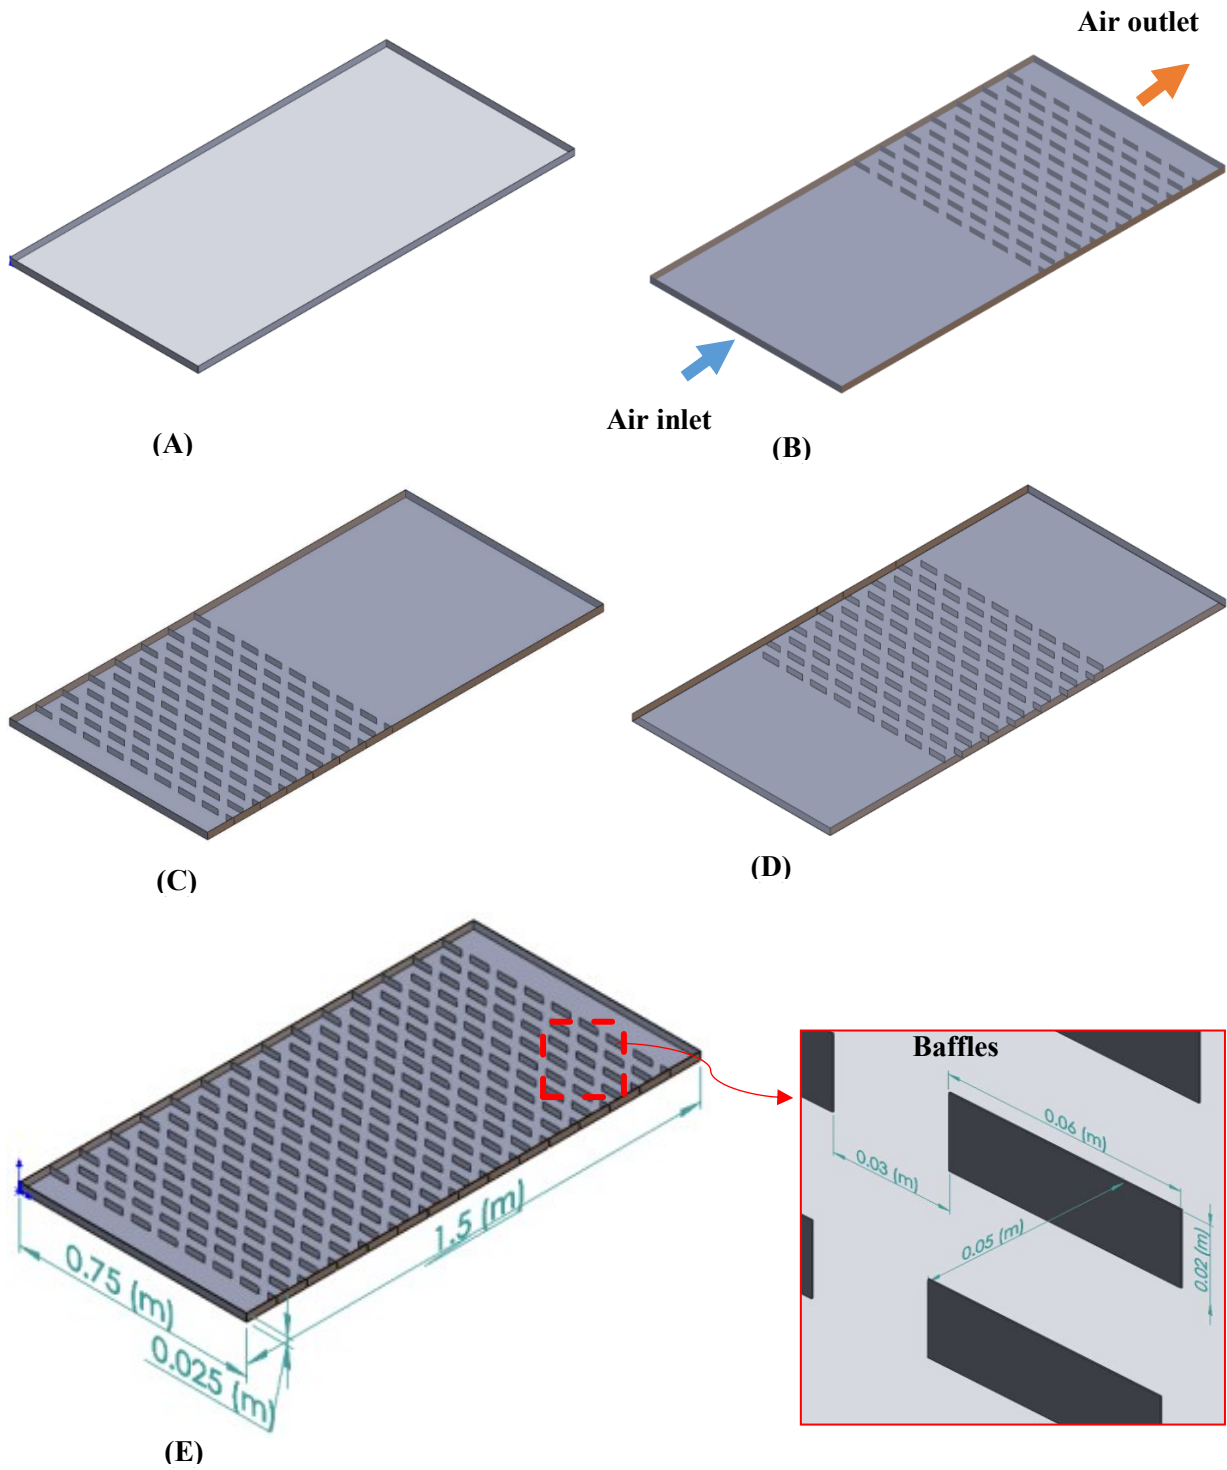 Air outlet
Air inlet
(A)
(B)
(C)
(D)
Baffles
0.06 (m)
0.03 (m)
0.05 (m)
0.02 (m)
1.5 (m)
0.75 (m)
0.025 (m)
(E)